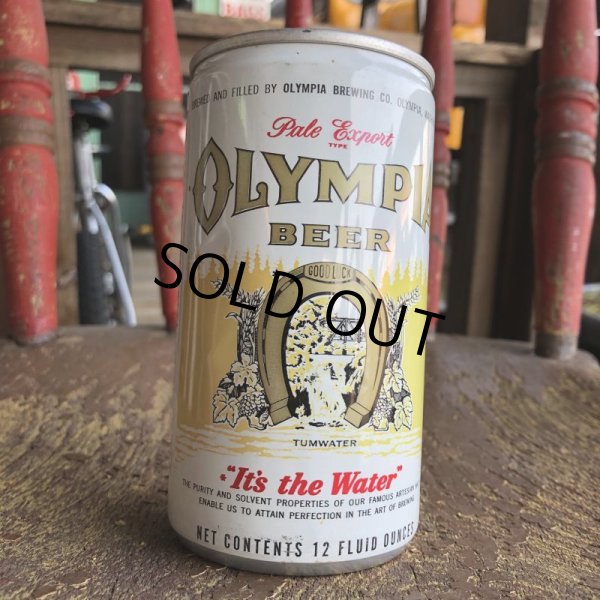 BREWED AND FILLED BY OLYMPIA BREWING CO. OLYMPIA,
Pale Export
TYPE
OLYMPIA
BEER
GOOD LUCK
SOLD OUT
TUMWATER
"It's the Water"
THE PURITY AND SOLVENT PROPERTIES OF OUR FAMOUS ARTESIAN
ENABLE US TO ATTAIN PERFECTION IN THE ART OF BREWING.
NET CONTENTS 12 FLUID OUNCES